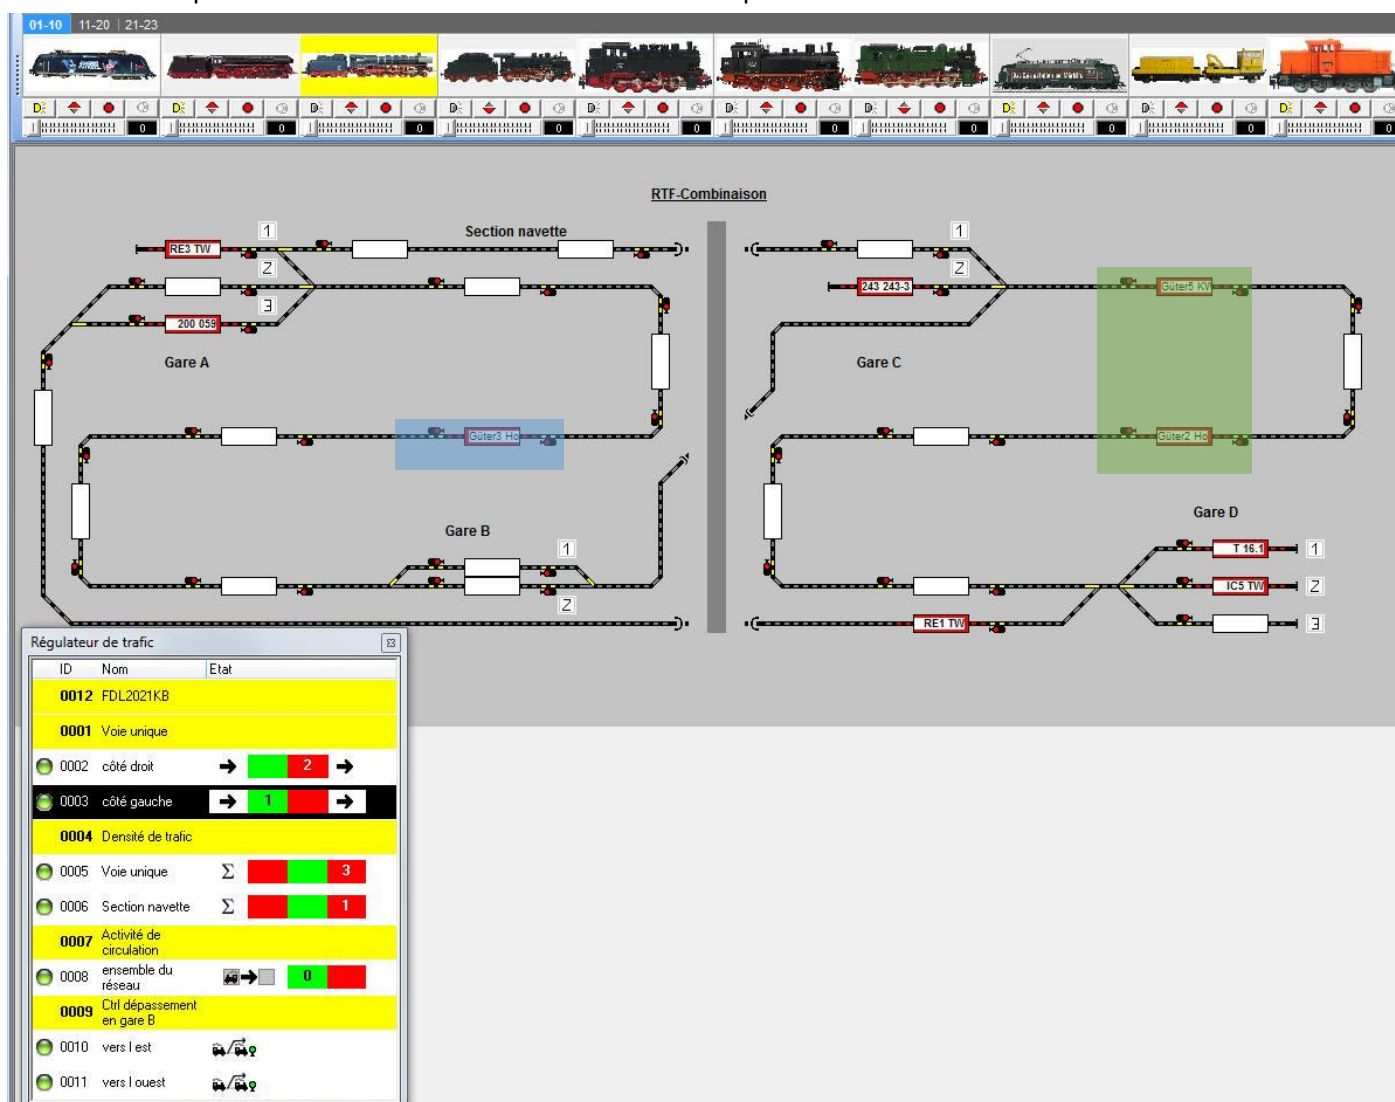 01-10 11-20 21-23
0 0 0 0 0 0 0 0 0 0
RTF-Combinaison
1 Section navette 1
RE3 TW
2 2
243 243-3 Güter5 KW
3
200 059
Gare A Gare C
Güter3 Ho Güter2 Ho
Gare D
Gare B
1 T 16.1 1
IC5 TW 2
2
RE1 TW 3
Régulateur de trafic
ID Nom Etat
0012 FDL2021KB
0001 Voie unique
0002 côté droit 2
0003 côté gauche 1
0004 Densité de trafic
0005 Voie unique Σ 3
0006 Section navette Σ 1
0007 Activité de
circulation
0008 ensemble du
réseau 0
0009 Ctrl dépassement
en gare B
0010 vers l est
0011 vers l ouest